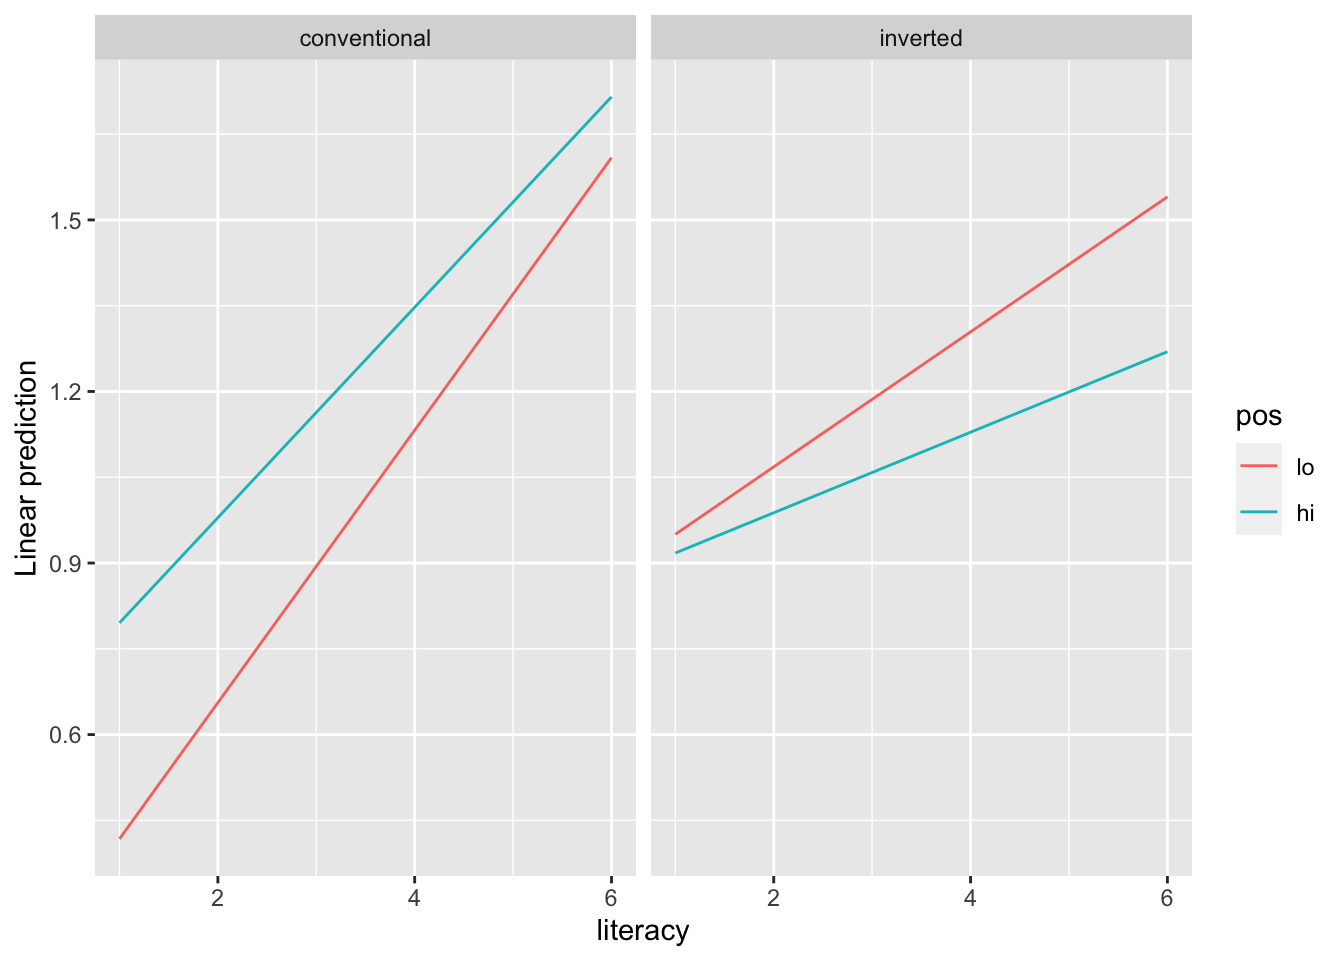 conventional
inverted
Linear prediction
1.5
1.2
0.9
0.6
2
4
6
2
4
6
literacy
pos
lo
hi